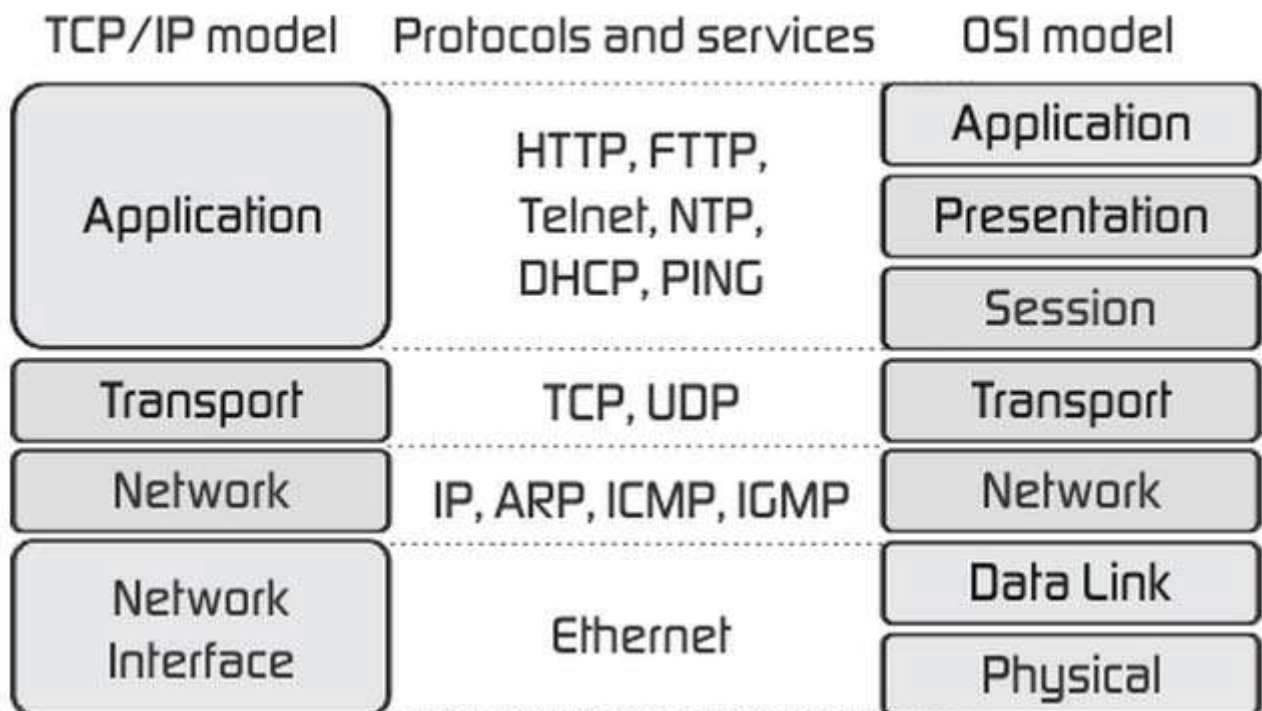 TCP/IP model
Protocols and services
OSI model
Application
HTTP, FTTP,
Telnet, NTP,
DHCP, PING
Application
Presentation
Session
Transport
TCP, UDP
Transport
Network
IP, ARP, ICMP, IGMP
Network
Network
Interface
Ethernet
Data Link
Physical